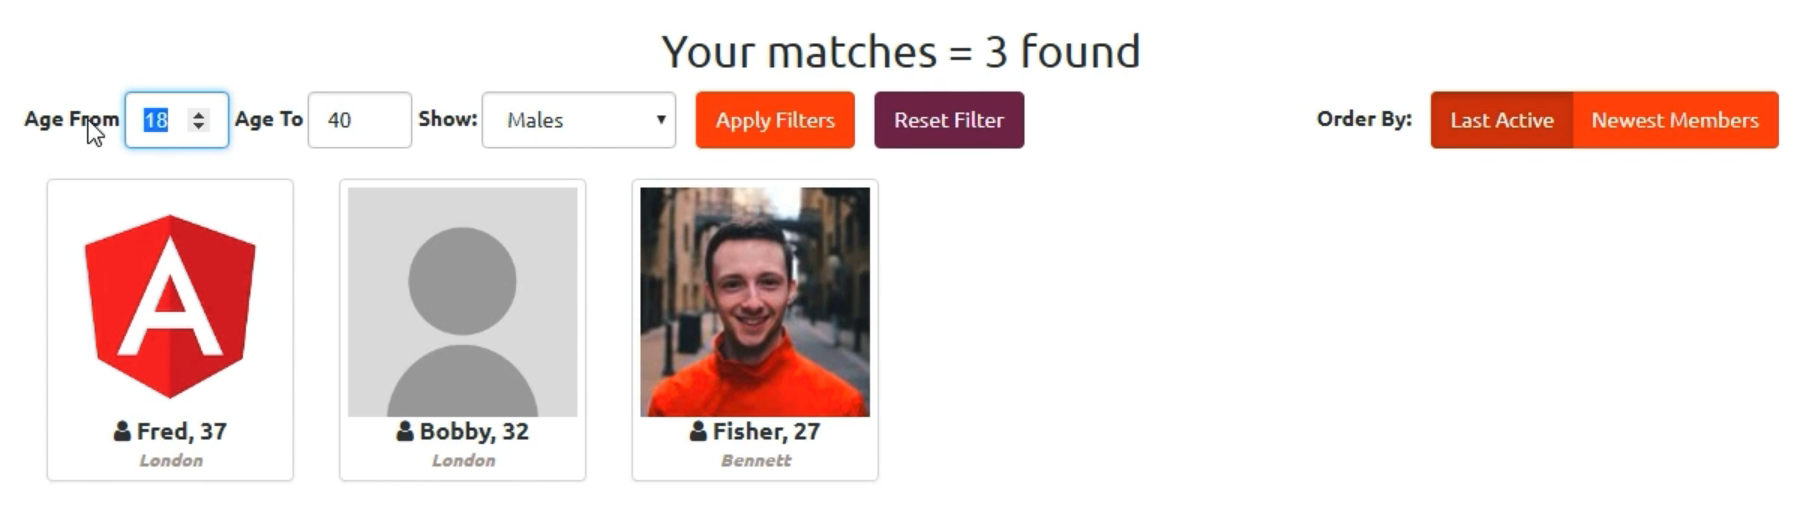 Your matches = 3 found
Age From 18 Age To 40 Show: Males Apply Filters Reset Filter Order By: Last Active Newest Members
A
Fred, 37
London
Bobby, 32
London
Fisher, 27
Bennett